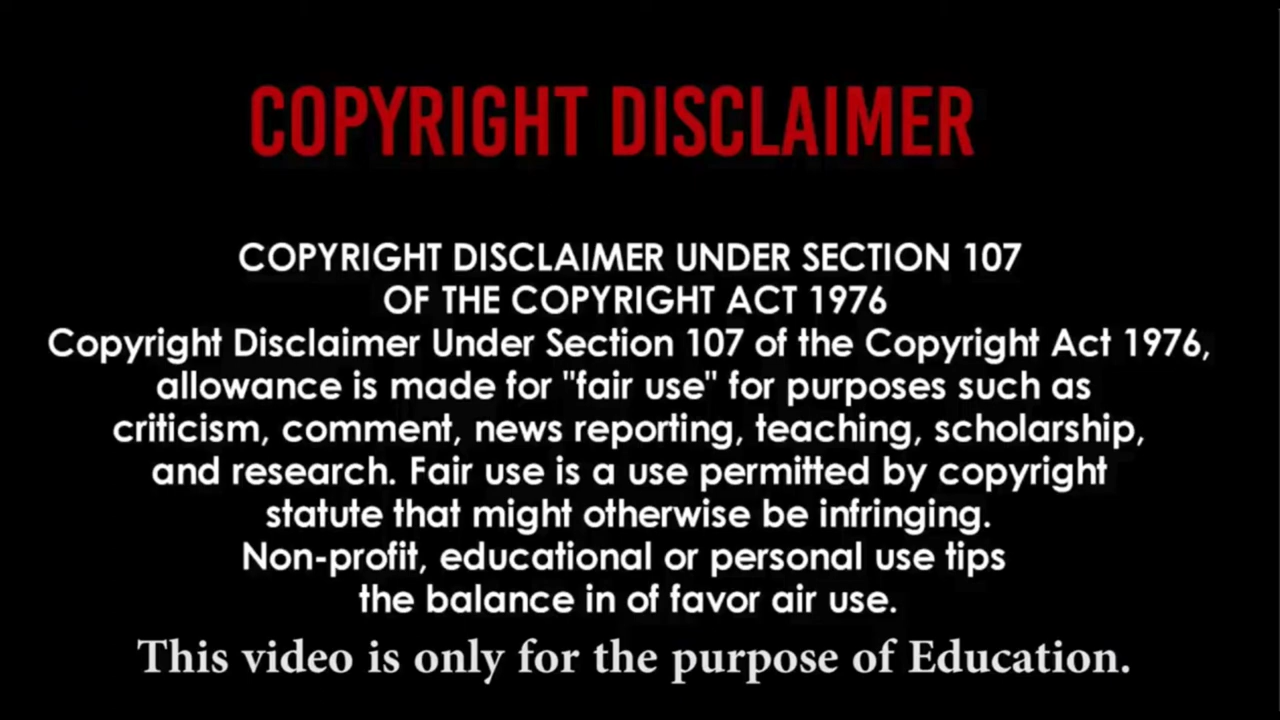 COPYRIGHT DISCLAIMER
COPYRIGHT DISCLAIMER UNDER SECTION 107
OF THE COPYRIGHT ACT 1976
Copyright Disclaimer Under Section 107 of the Copyright Act 1976,
allowance is made for "fair use" for purposes such as
criticism, comment, news reporting, teaching, scholarship,
and research. Fair use is a use permitted by copyright
statute that might otherwise be infringing.
Non-profit, educational or personal use tips
the balance in of favor air use.
This video is only for the purpose of Education.